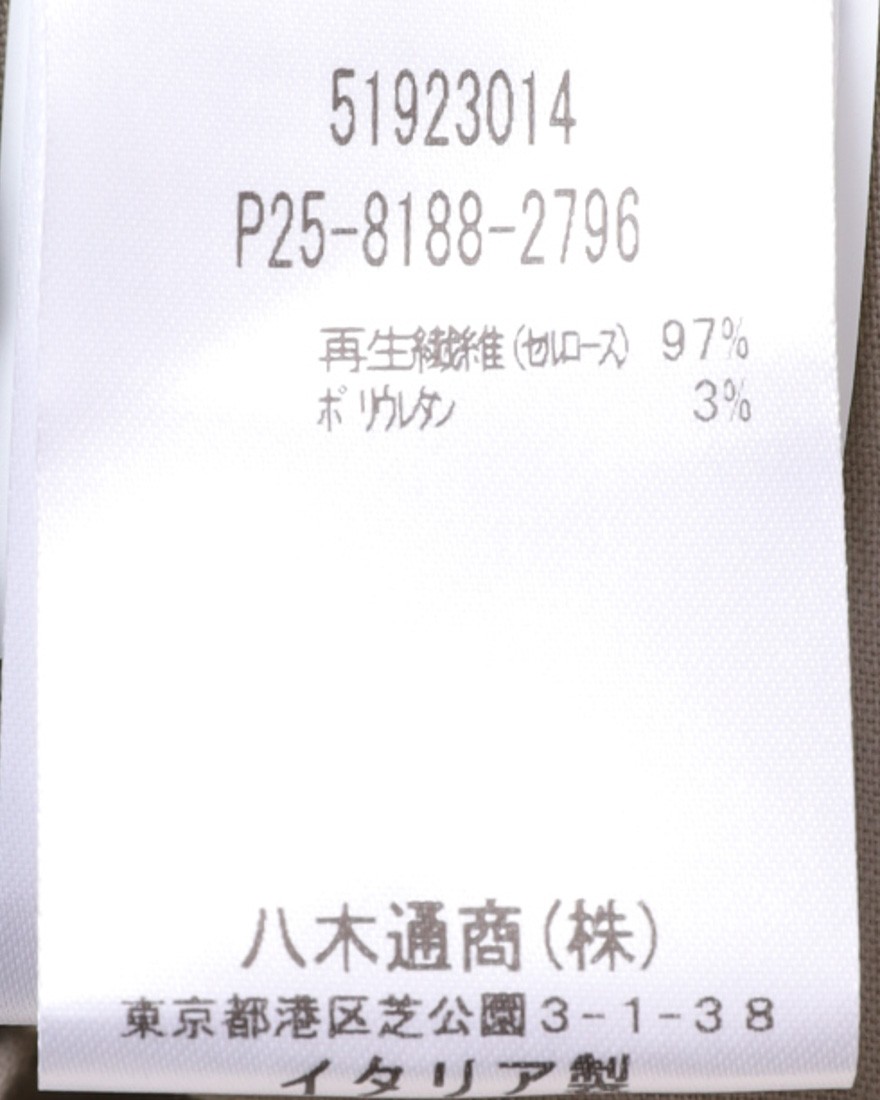 51923014
P25-8188-2796
再生繊維(セルロース) 97%
ポリウレタン 3%
八木通商(株)
東京都港区芝公園3-1-38
イタリア製